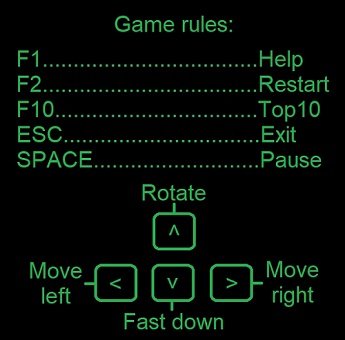 Game rules:
F1....................................Help
F2....................................Restart
F10..................................Top10
ESC.................................Exit
SPACE............................Pause
Rotate
^
Move left
< v >
Move right
Fast down